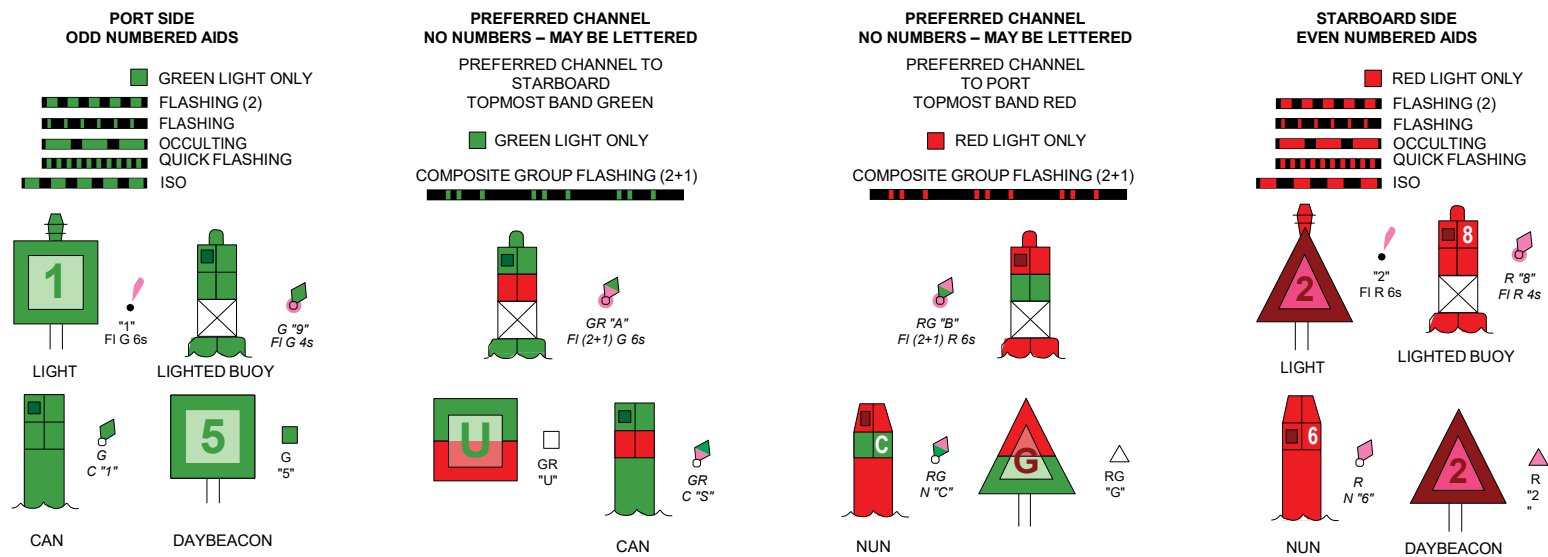 PORT SIDE
ODD NUMBERED AIDS
GREEN LIGHT ONLY
FLASHING (2)
FLASHING
OCCULTING
QUICK FLASHING
ISO
1
"1"
Fl G 6s
G "9"
Fl G 4s
LIGHT
LIGHTED BUOY
G
C "1"
5
G
"5"
CAN
DAYBEACON
PREFERRED CHANNEL
NO NUMBERS – MAY BE LETTERED
PREFERRED CHANNEL TO
STARBOARD
TOPMOST BAND GREEN
GREEN LIGHT ONLY
COMPOSITE GROUP FLASHING (2+1)
GR "A"
Fl (2+1) G 6s
U
GR
"U"
GR
C "S"
CAN
PREFERRED CHANNEL
NO NUMBERS – MAY BE LETTERED
PREFERRED CHANNEL
TO PORT
TOPMOST BAND RED
RED LIGHT ONLY
COMPOSITE GROUP FLASHING (2+1)
RG "B"
Fl (2+1) R 6s
C
RG
N "C"
G
RG
"G"
NUN
STARBOARD SIDE
EVEN NUMBERED AIDS
RED LIGHT ONLY
FLASHING (2)
FLASHING
OCCULTING
QUICK FLASHING
ISO
2
"2"
Fl R 6s
8
R "8"
Fl R 4s
LIGHT
LIGHTED BUOY
6
R
N "6"
2
R
"2
"
NUN
DAYBEACON